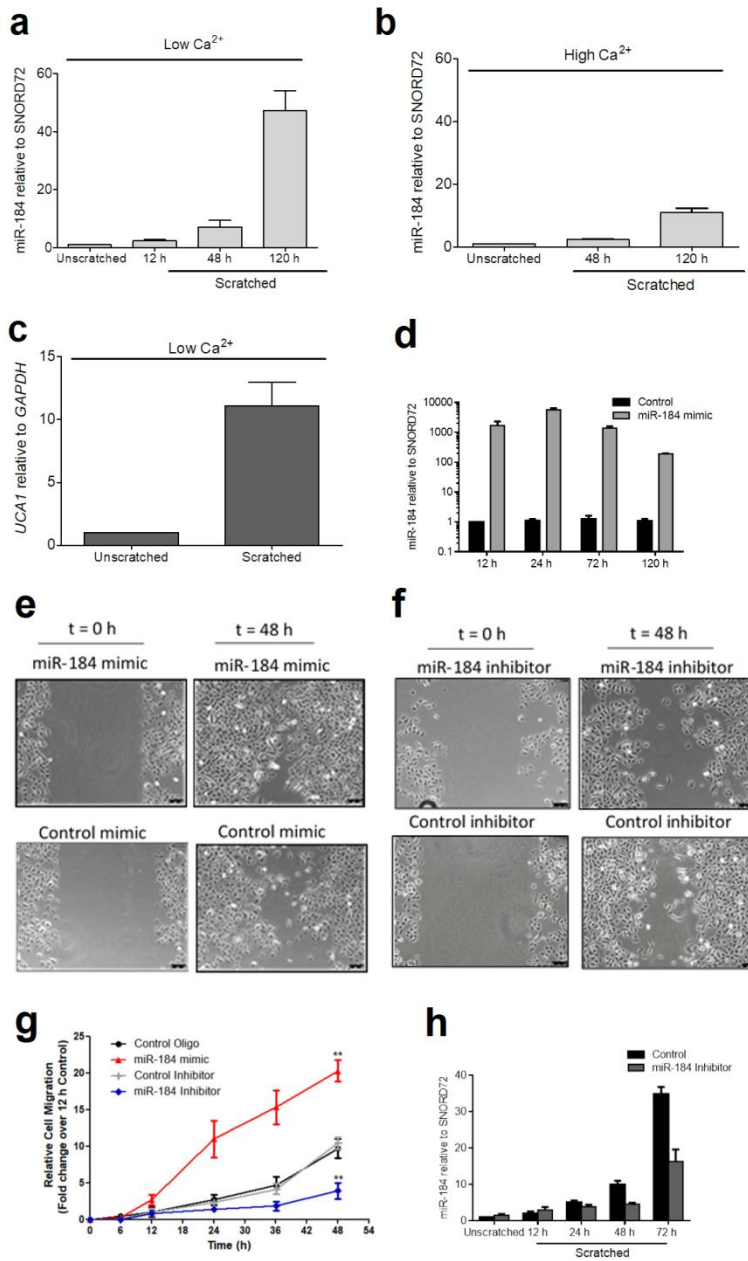 a
Low Ca2+
miR-184 relative to SNORD72
60
40
20
0
Unscratched
12 h
48 h
120 h
Scratched
b
High Ca2+
miR-184 relative to SNORD72
60
40
20
0
Unscratched
48 h
120 h
Scratched
c
Low Ca2+
UCA1 relative to GAPDH
15
10
5
0
Unscratched
Scratched
d
Control
miR-184 mimic
miR-184 relative to SNORD72
10000
1000
100
10
1
0.1
12 h
24 h
72 h
120 h
e
t = 0 h
t = 48 h
miR-184 mimic
miR-184 mimic
Control mimic
Control mimic
f
t = 0 h
t = 48 h
miR-184 inhibitor
miR-184 inhibitor
Control inhibitor
Control inhibitor
g
Control Oligo
miR-184 mimic
Control Inhibitor
miR-184 Inhibitor
Relative Cell Migration
(Fold change over 12 h Control)
25
20
15
10
5
0
**
**
0 6 12 18 24 30 36 42 48 54
Time (h)
h
Control
miR-184 Inhibitor
miR-184 relative to SNORD72
40
30
20
10
0
Unscratched
12 h
24 h
48 h
72 h
Scratched